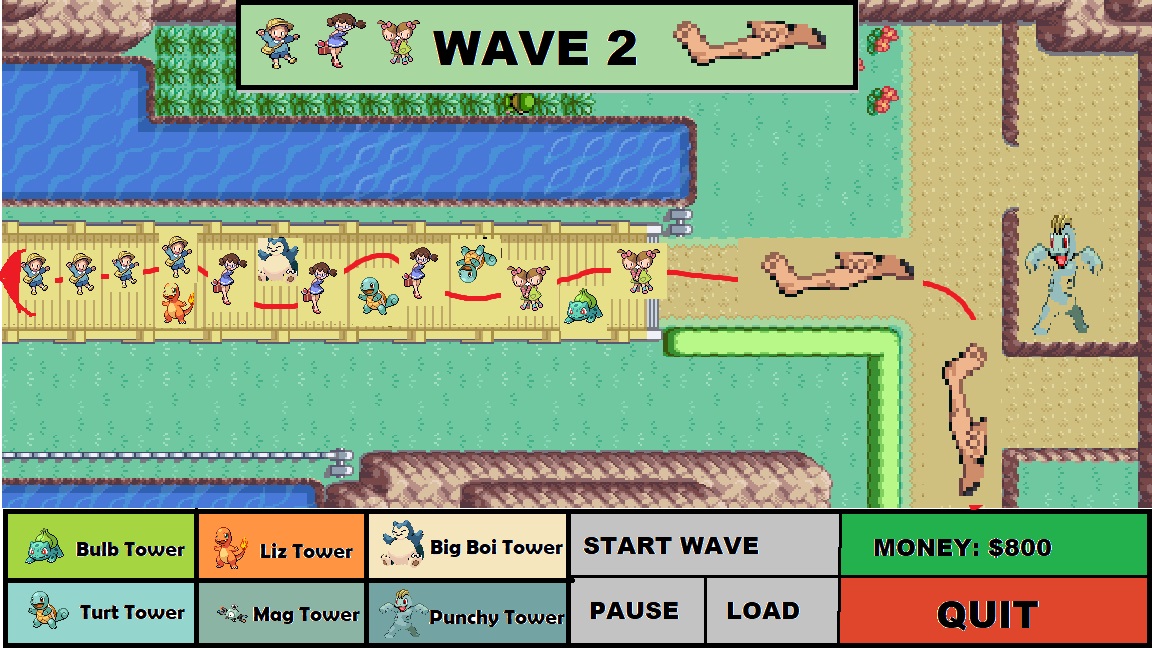 WAVE 2
Bulb Tower
Liz Tower
Big Boi Tower
START WAVE
MONEY: $800
Turt Tower
Mag Tower
Punchy Tower
PAUSE
LOAD
QUIT